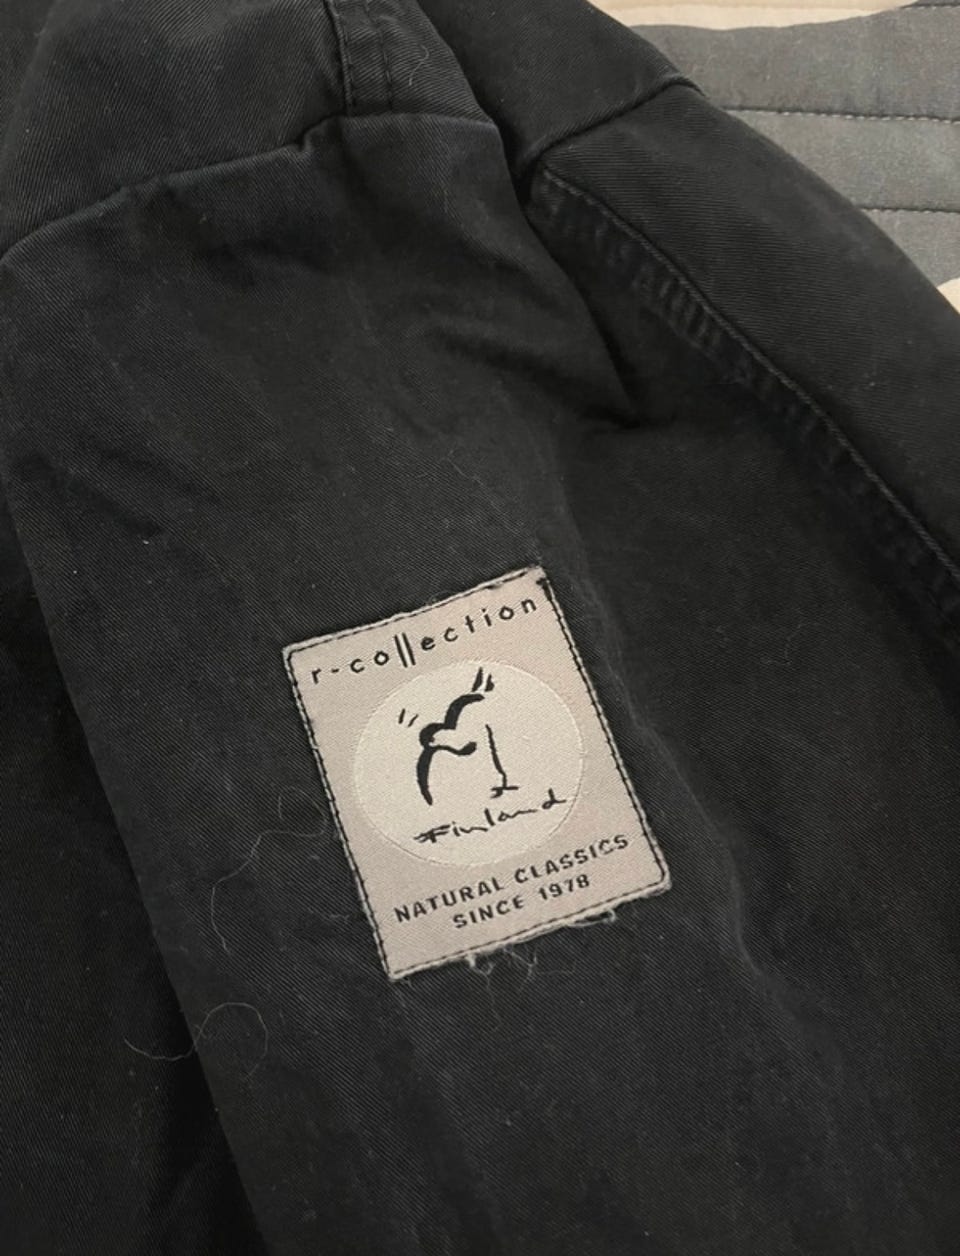 r-collection
Finland
NATURAL CLASSICS
SINCE 1978